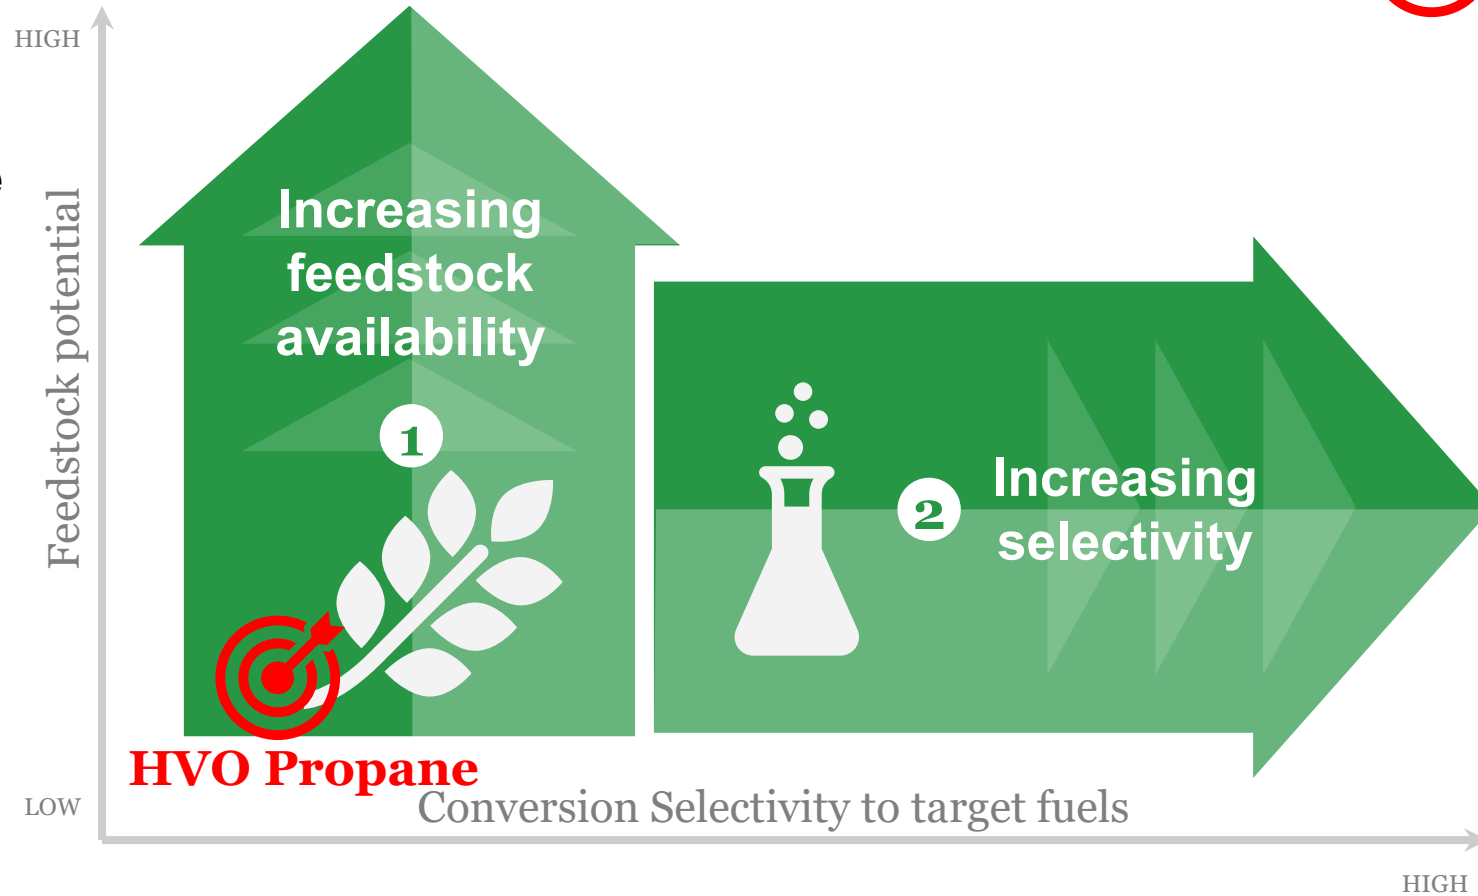 HIGH
Feedstock potential
Increasing
feedstock
availability
1
2
Increasing
selectivity
HVO Propane
LOW
Conversion Selectivity to target fuels
HIGH